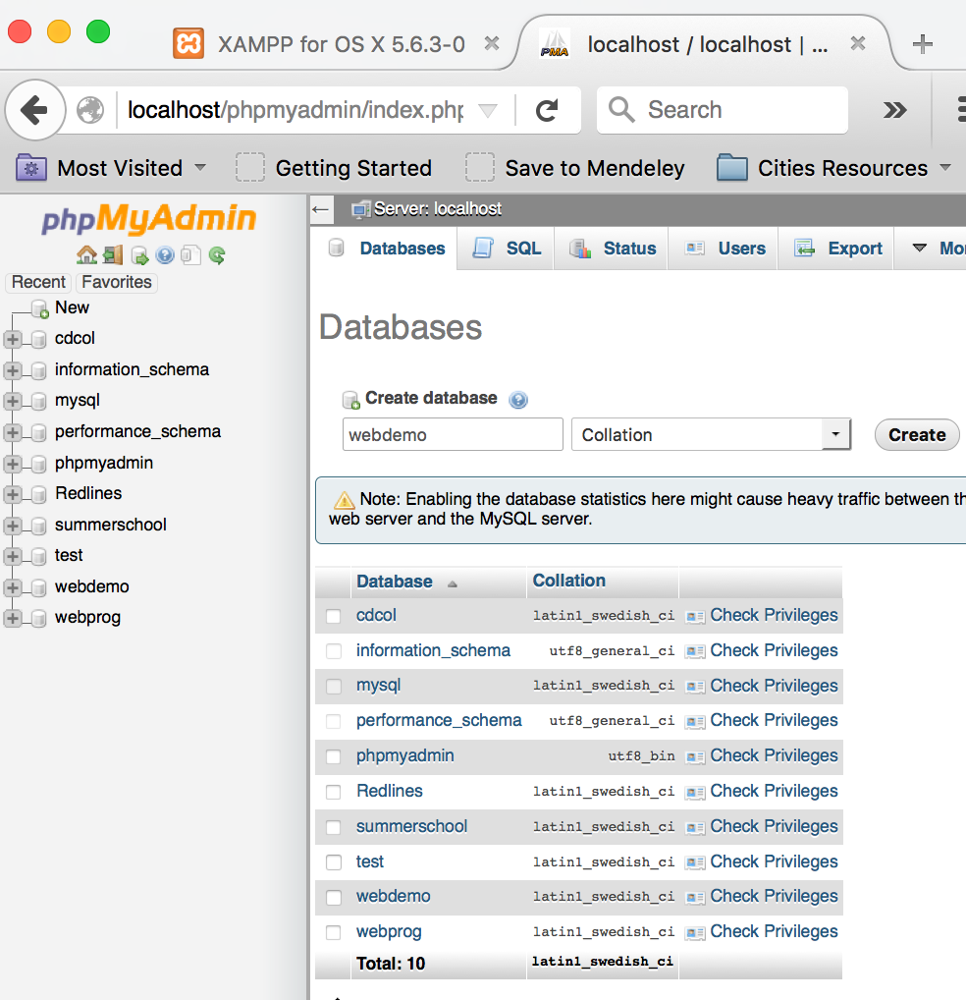 XAMPP for OS X 5.6.3-0
PMA
localhost / localhost | ...
localhost/phpmyadmin/index.php
Search
Most Visited
Getting Started
Save to Mendeley
Cities Resources
phpMyAdmin
Server: localhost
Databases SQL Status Users Export Mo
Recent Favorites
New
cdcol
information_schema
mysql
performance_schema
phpmyadmin
Redlines
summerschool
test
webdemo
webprog
Databases
Create database
webdemo Collation Create
Note: Enabling the database statistics here might cause heavy traffic between th
web server and the MySQL server.
Database Collation
cdcol latin1_swedish_ci Check Privileges
information_schema utf8_general_ci Check Privileges
mysql latin1_swedish_ci Check Privileges
performance_schema utf8_general_ci Check Privileges
phpmyadmin utf8_bin Check Privileges
Redlines latin1_swedish_ci Check Privileges
summerschool latin1_swedish_ci Check Privileges
test latin1_swedish_ci Check Privileges
webdemo latin1_swedish_ci Check Privileges
webprog latin1_swedish_ci Check Privileges
Total: 10 latin1_swedish_ci